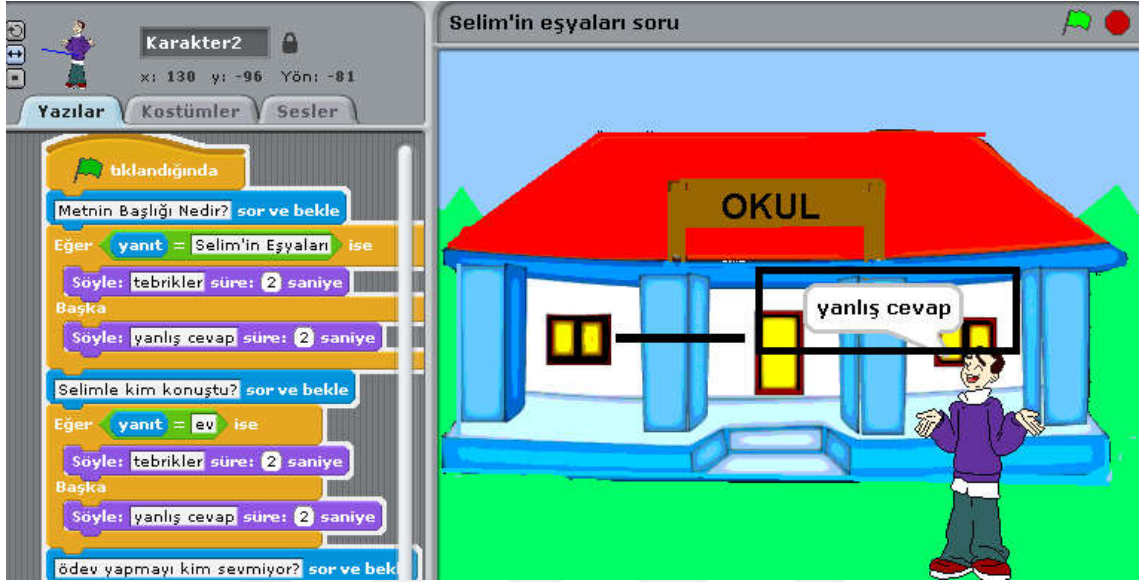 Karakter2
x: 130 y: -96 Yön: -81
Yazılar Kostümler Sesler
tıklandığında
Metnin Başlığı Nedir? sor ve bekle
Eğer yanıt = Selim'in Eşyaları ise
Söyle: tebrikler süre: 2 saniye
Başka
Söyle: yanlış cevap süre: 2 saniye
Selimle kim konuştu? sor ve bekle
Eğer yanıt = ev ise
Söyle: tebrikler süre: 2 saniye
Başka
Söyle: yanlış cevap süre: 2 saniye
ödev yapmayı kim sevmiyor? sor ve bek
Selim'in eşyaları soru
OKUL
yanlış cevap